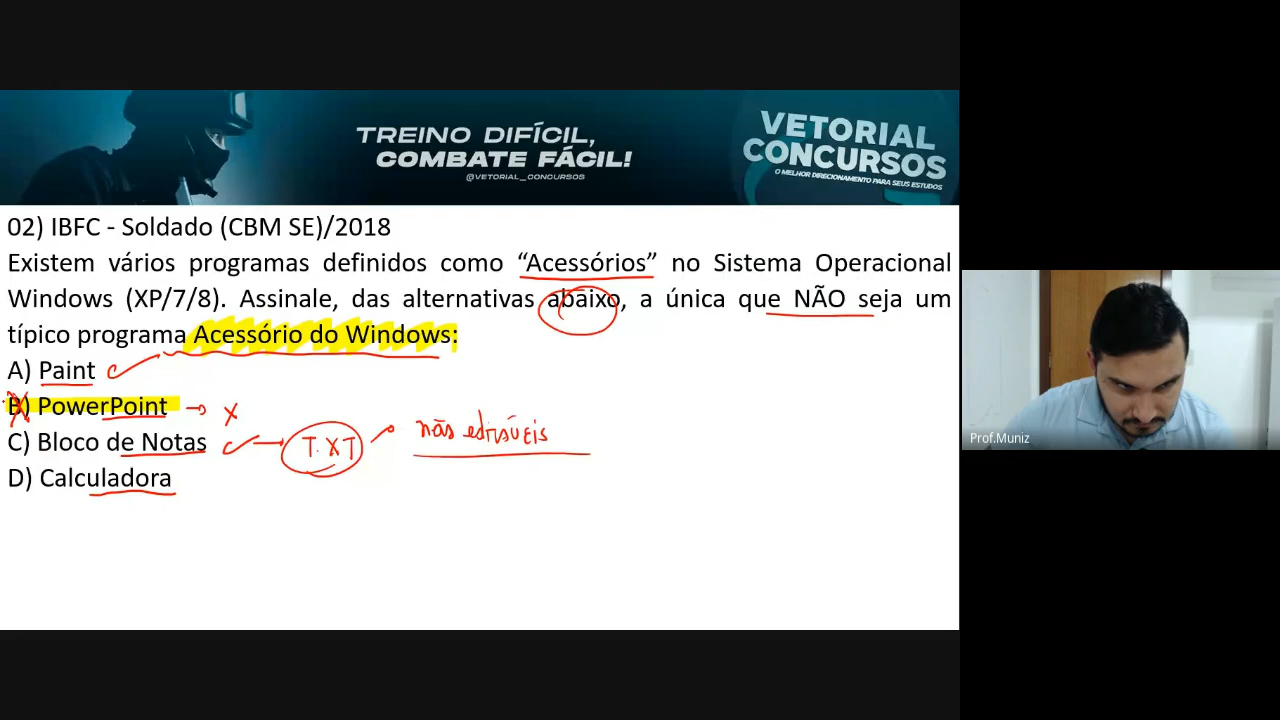 TREINO DIFÍCIL,
COMBATE FÁCIL!
@VETORIAL_CONCURSOS
VETORIAL
CONCURSOS
O MELHOR DIRECIONAMENTO PARA SEUS ESTUDOS
02) IBFC - Soldado (CBM SE)/2018
Existem vários programas definidos como “Acessórios” no Sistema Operacional
Windows (XP/7/8). Assinale, das alternativas abaixo, a única que NÃO seja um
típico programa Acessório do Windows:
A) Paint
B) PowerPoint
C) Bloco de Notas T.XT não
D) Calculadora
Prof.Muniz